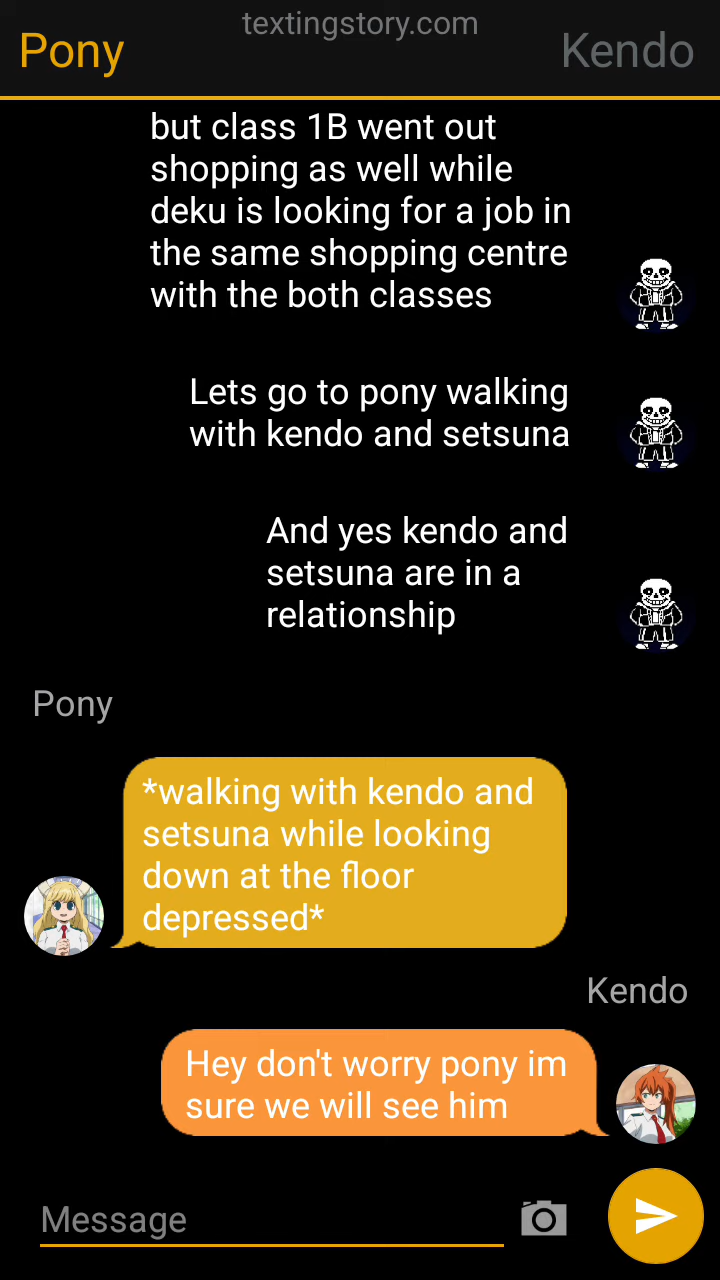 textingstory.com
Pony
Kendo
but class 1B went out
shopping as well while
deku is looking for a job in
the same shopping centre
with the both classes
Lets go to pony walking
with kendo and setsuna
And yes kendo and
setsuna are in a
relationship
Pony
*walking with kendo and
setsuna while looking
down at the floor
depressed*
Kendo
Hey don't worry pony im
sure we will see him
Message